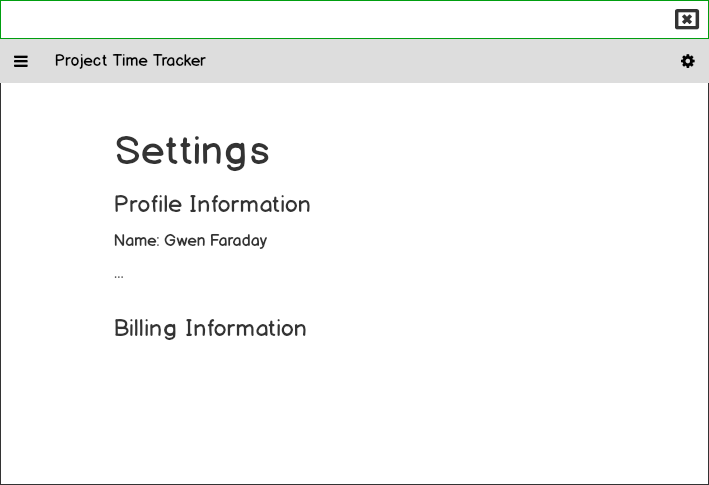 Project Time Tracker
Settings
Profile Information
Name: Gwen Faraday
...
Billing Information